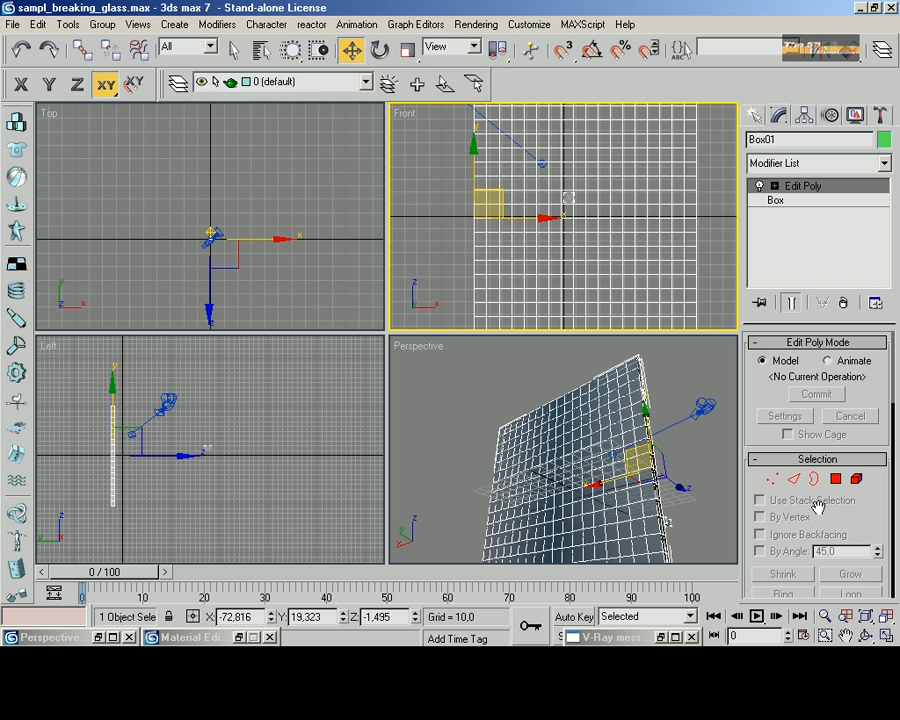 sampl_breaking_glass.max - 3ds max 7 - Stand-alone License
File Edit Tools Group Views Create Modifiers Character reactor Animation Graph Editors Rendering Customize MAXScript Help
All View
X Y Z XY XY 0 (default)
Top
Front
Box01
Modifier List
Edit Poly
Box
y
x
z
Left
Perspective
Edit Poly Mode
Model Animate
<No Current Operation>
Commit
Settings Cancel
Show Cage
Selection
Use Stack Selection
By Vertex
Ignore Backfacing
By Angle: 45,0
Shrink Grow
Ring Loop
0 / 100
0 10 20 30 40 50 60 70 80 90 100
1 Object Sele X: -72,816 Y: 19,323 Z: -1,495 Grid = 10,0 Auto Key Selected
Perspective... Material Edi... Add Time Tag V-Ray mess... 0